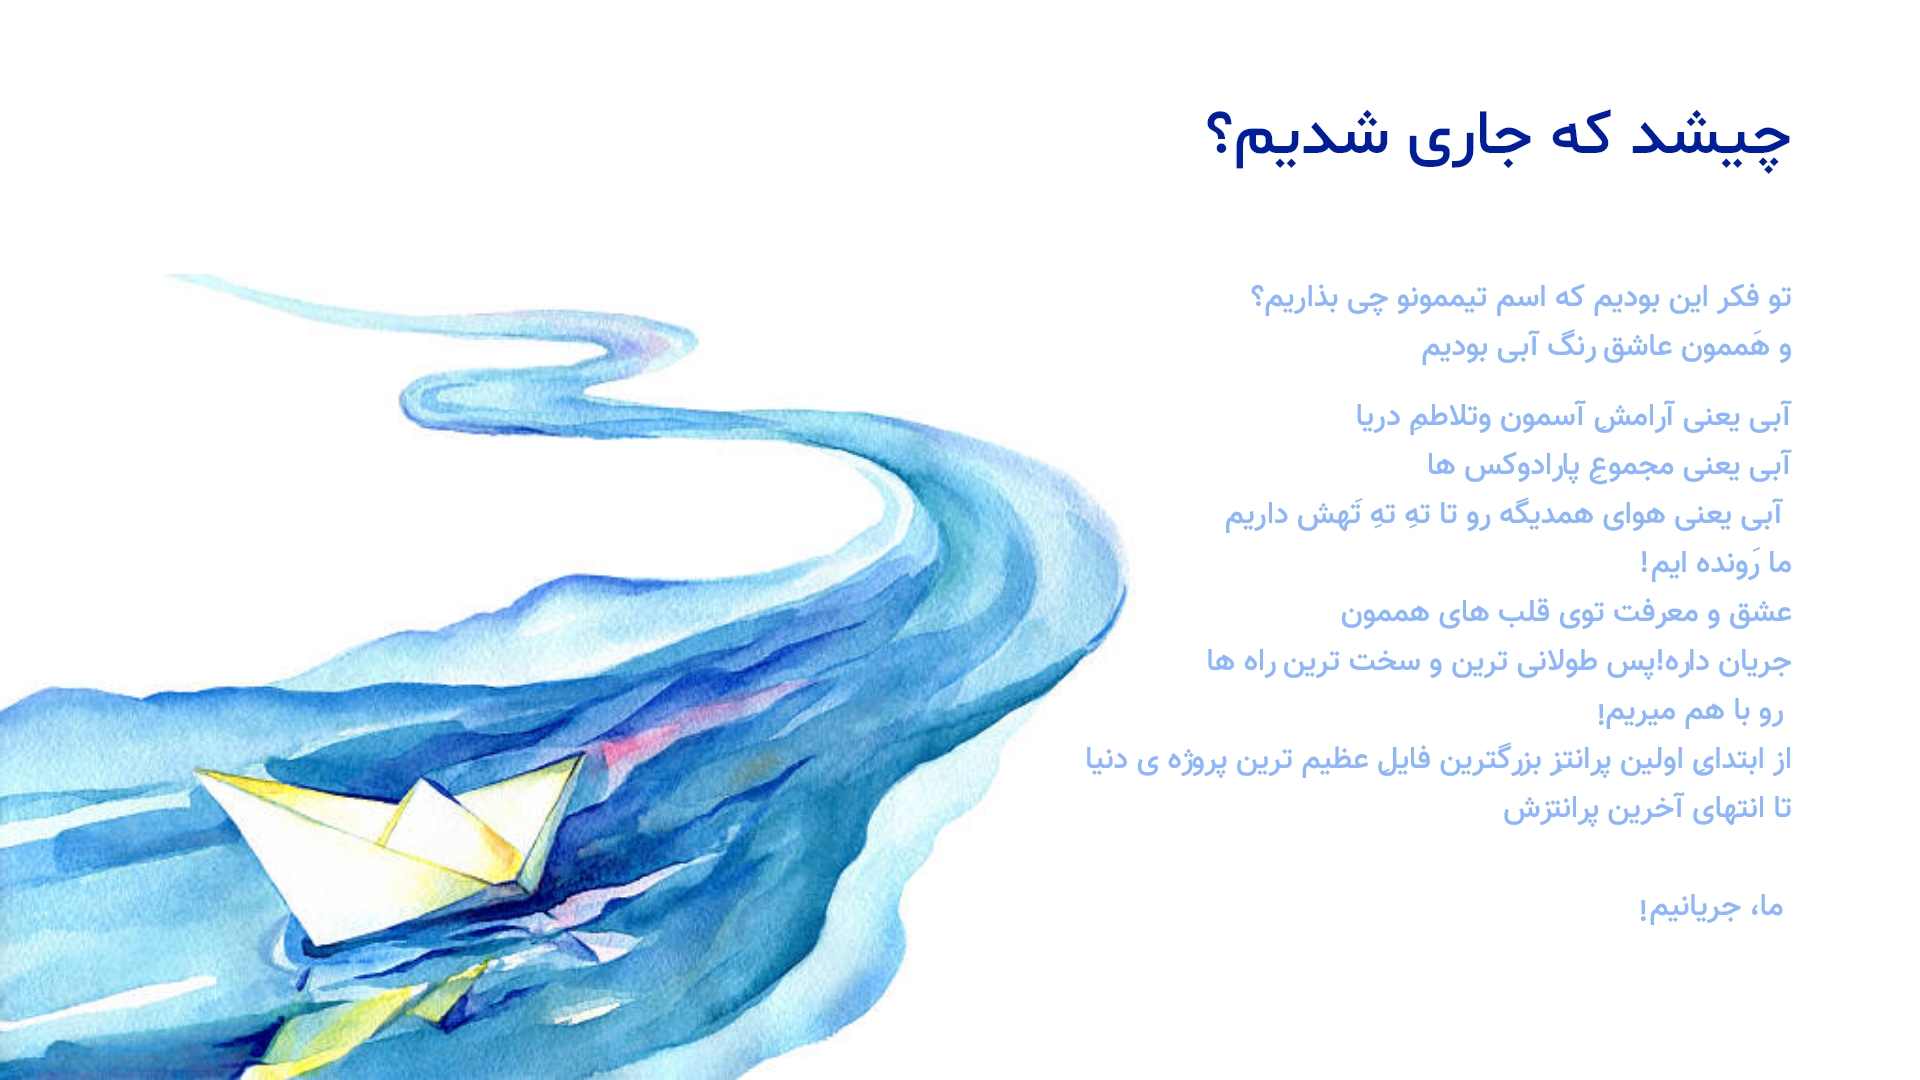 چیشد که جاری شدیم؟
تو فکر این بودیم که اسم تیممونو چی بذاریم؟
و هَممون عاشق رنگ آبی بودیم
آبی یعنی آرامشِ آسمون وتلاطمِ دریا
آبی یعنی مجموعِ پارادوکس ها
آبی یعنی هوای همدیگه رو تا تهِ تهِ تَهش داریم
ما رَونده ایم!
عشق و معرفت توی قلب های هممون
جریان داره!پس طولانی ترین و سخت ترین راه ها
رو با هم میریم!
از ابتدای اولین پرانتز بزرگترین فایلِ عظیم ترین پروژه ی دنیا
تا انتهای آخرین پرانتزش
ما، جریانیم!